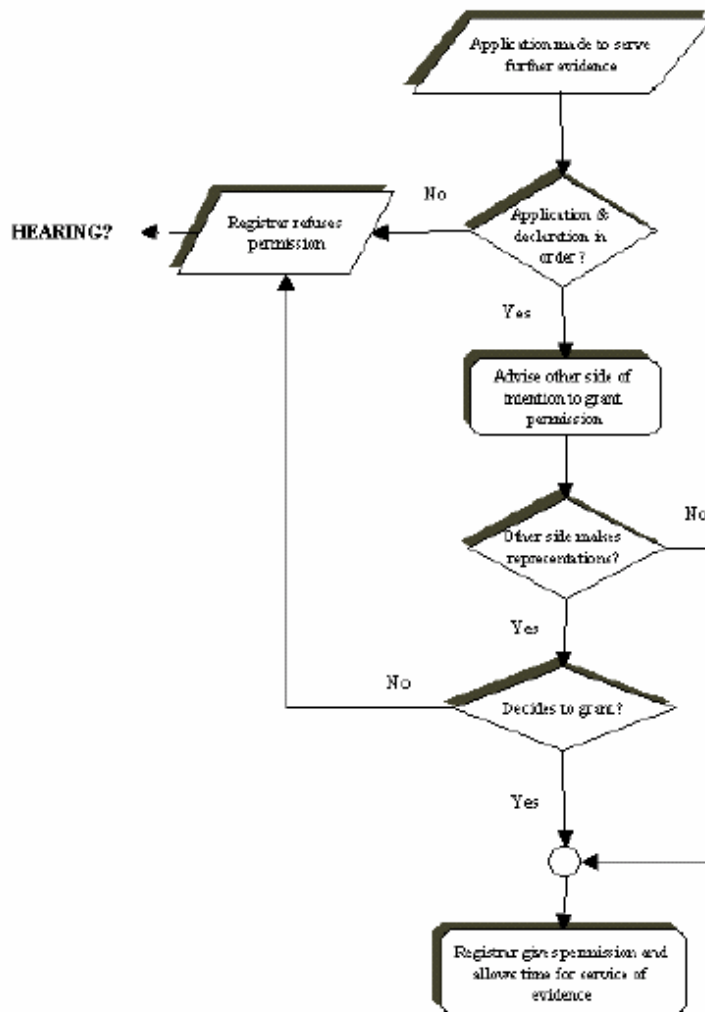 Application made to serve
further evidence
No
Application &
declaration in
order?
Registrar refuses
permission
HEARING?
Yes
Advise other side of
intention to grant
permission
Other side makes
representations?
No
Yes
Decides to grant?
No
Yes
Registrar gives permission and
allows time for service of
evidence